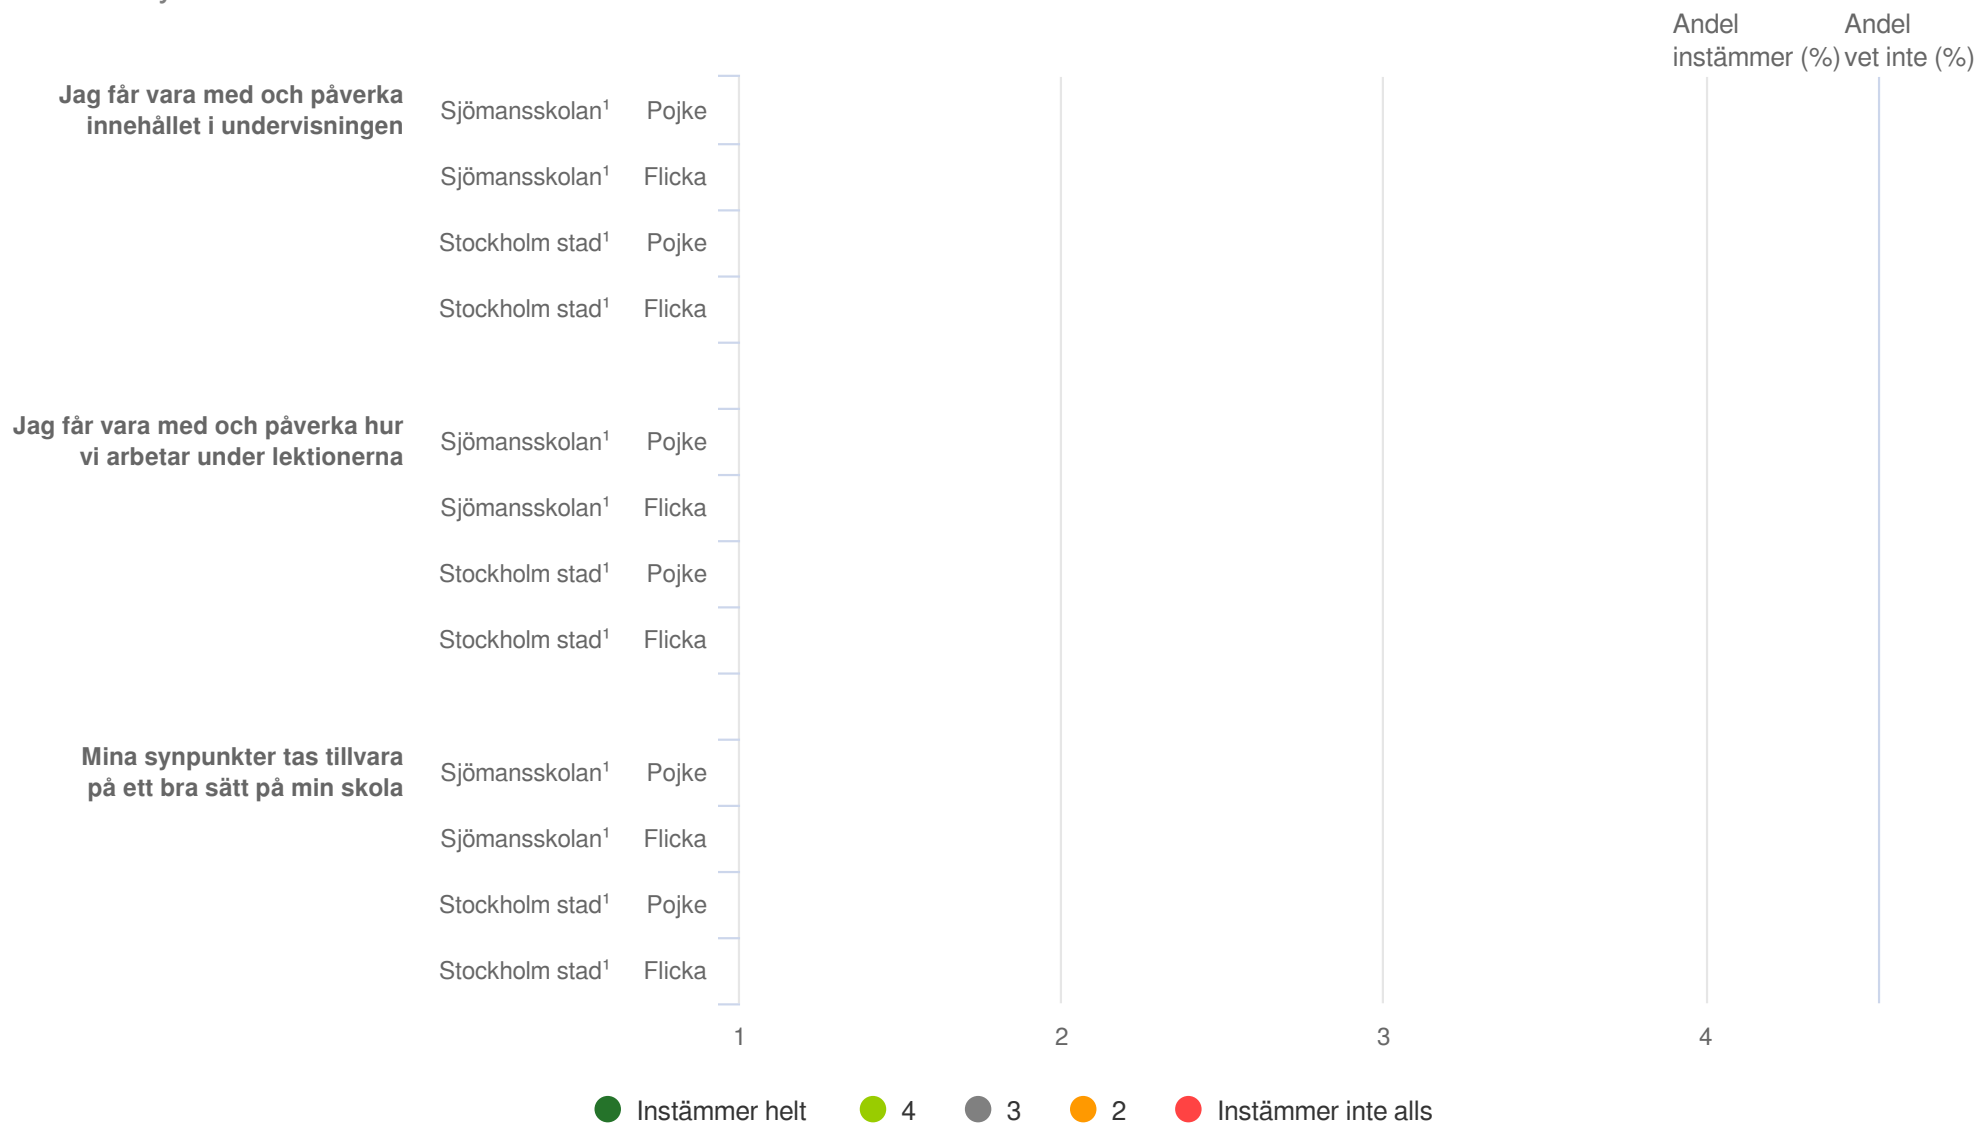 Andel Andel
instämmer (%) vet inte (%)
Jag får vara med och påverka
innehållet i undervisningen
Sjömansskolan¹ Pojke
Sjömansskolan¹ Flicka
Stockholm stad¹ Pojke
Stockholm stad¹ Flicka
Jag får vara med och påverka hur
vi arbetar under lektionerna
Sjömansskolan¹ Pojke
Sjömansskolan¹ Flicka
Stockholm stad¹ Pojke
Stockholm stad¹ Flicka
Mina synpunkter tas tillvara
på ett bra sätt på min skola
Sjömansskolan¹ Pojke
Sjömansskolan¹ Flicka
Stockholm stad¹ Pojke
Stockholm stad¹ Flicka
1 2 3 4
Instämmer helt 4 3 2 Instämmer inte alls